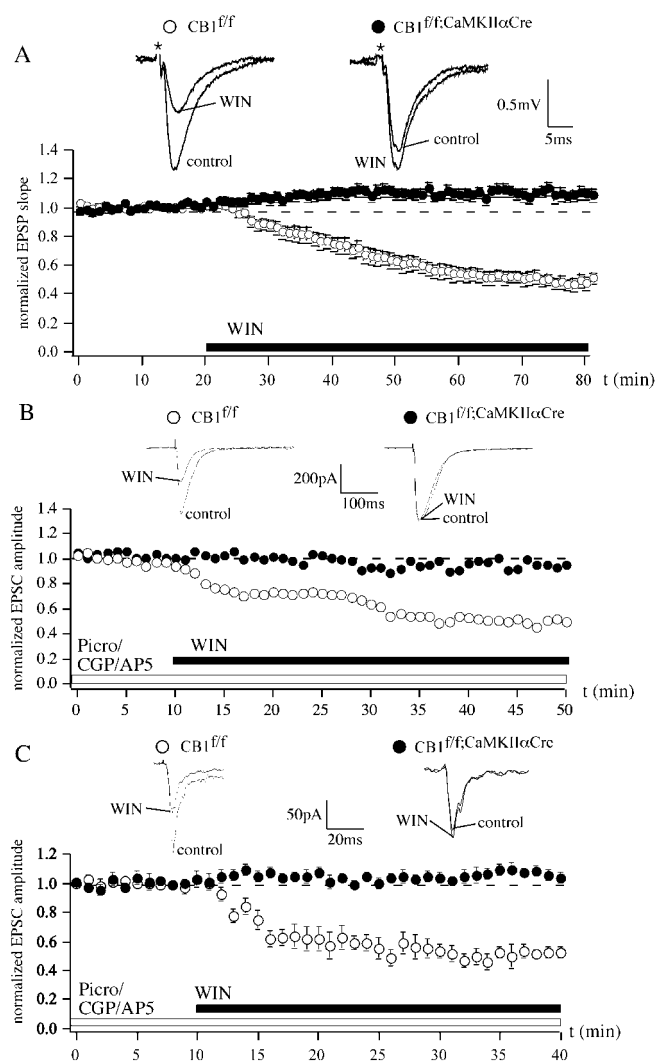 A
CB1f/f
CB1f/f;CaMKIIαCre
*
*
WIN
control
control
WIN
0.5mV
5ms
normalized EPSP slope
1.4
1.2
1.0
0.8
0.6
0.4
0.2
0.0
WIN
0 10 20 30 40 50 60 70 80
t (min)
B
CB1f/f
CB1f/f;CaMKIIαCre
WIN
control
200pA
100ms
WIN
control
normalized EPSC amplitude
1.4
1.2
1.0
0.8
0.6
0.4
0.2
0.0
Picro/
CGP/AP5
WIN
0 5 10 15 20 25 30 35 40 45 50
t (min)
C
CB1f/f
CB1f/f;CaMKIIαCre
WIN
control
50pA
20ms
WIN
control
normalized EPSC amplitude
1.2
1.0
0.8
0.6
0.4
0.2
0.0
Picro/
CGP/AP5
WIN
0 5 10 15 20 25 30 35 40
t (min)